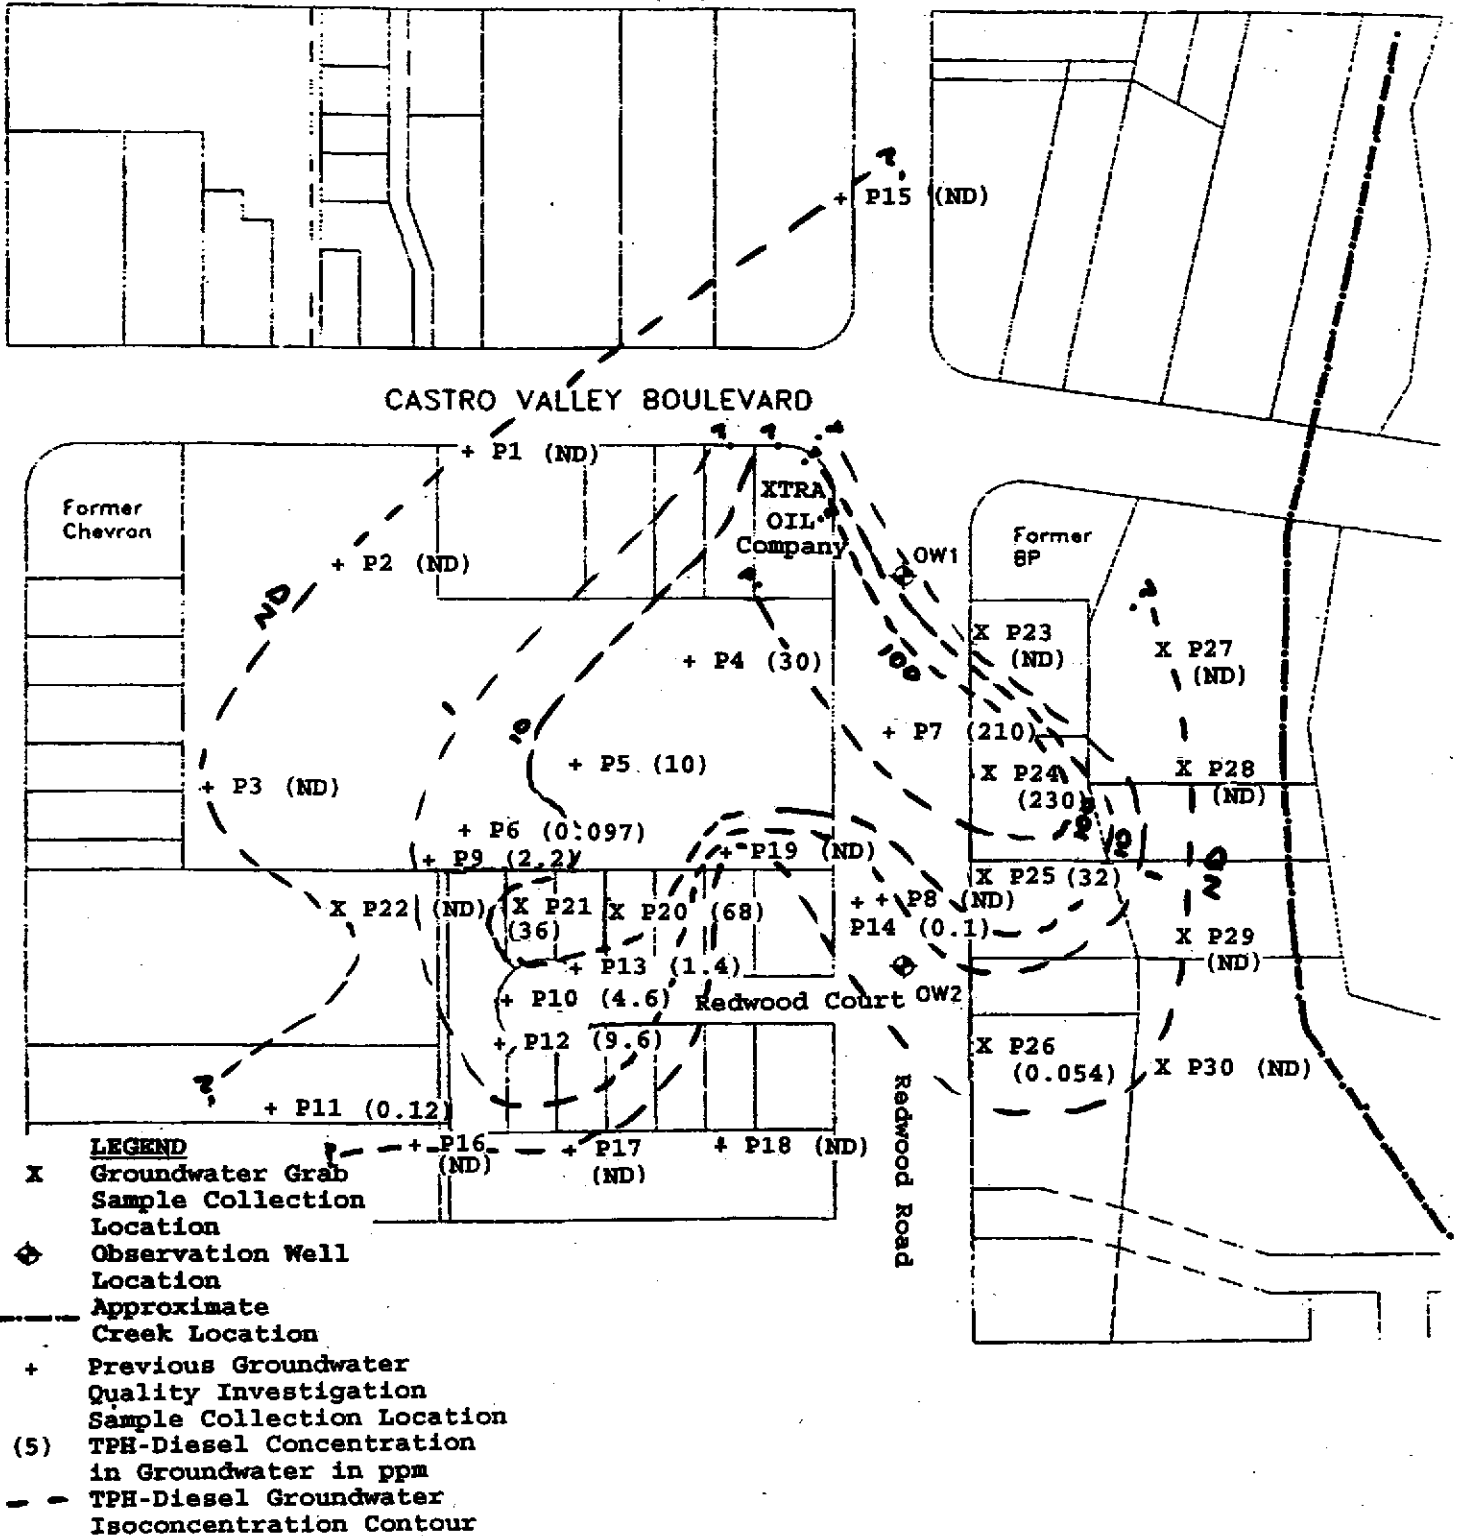 P15 (ND)
CASTRO VALLEY BOULEVARD
P1 (ND)
Former
Chevron
XTRA
OIL
Company
Former
BP
OW1
P2 (ND)
ND
P23
(ND)
P27
(ND)
P4 (30)
100
10
P7 (210)
P5 (10)
P24
(230)
P28
(ND)
P3 (ND)
P6 (0.097)
100
10
P9 (2.2)
P19 (ND)
ND
P25 (32)
P22 (ND)
P21
(36)
P20 (68)
P8 (ND)
P14 (0.1)
P29
(ND)
P13 (1.4)
P10 (4.6)
Redwood Court
OW2
P12 (9.6)
P26
(0.054)
P30 (ND)
Redwood Road
P11 (0.12)
P16
(ND)
P17
(ND)
P18 (ND)
LEGEND
X Groundwater Grab
Sample Collection
Location
Observation Well
Location
Approximate
Creek Location
+ Previous Groundwater
Quality Investigation
Sample Collection Location
(5) TPH-Diesel Concentration
in Groundwater in ppm
TPH-Diesel Groundwater
Isoconcentration Contour